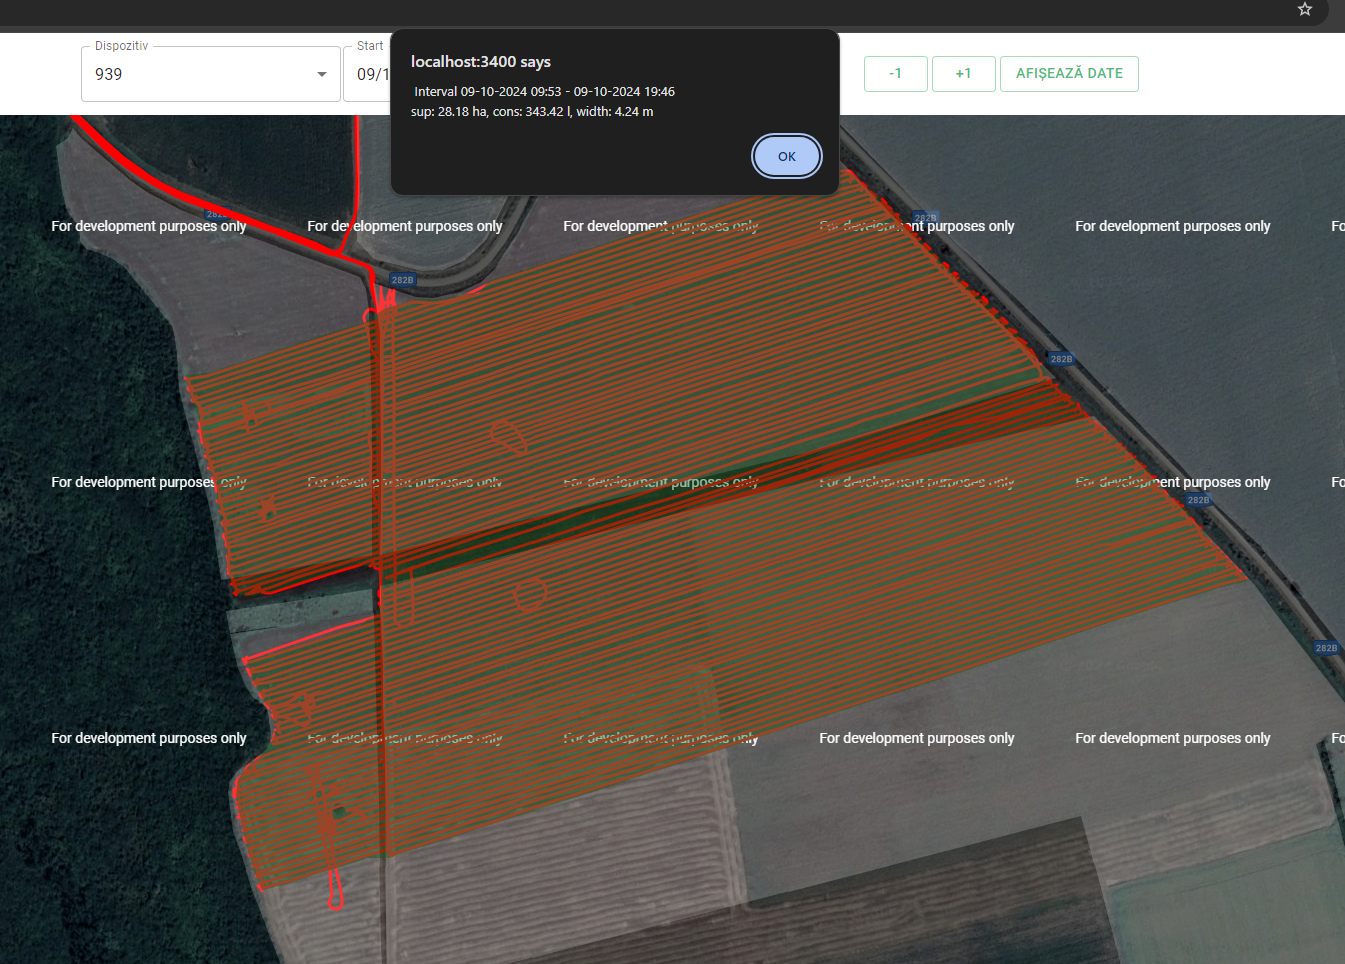 Dispozitiv
939
Start
09/1
localhost:3400 says
Interval 09-10-2024 09:53 - 09-10-2024 19:46
sup: 28.18 ha, cons: 343.42 l, width: 4.24 m
OK
-1
+1
AFIȘEAZĂ DATE
282B
282B
For development purposes only
For development purposes only
For development purposes only
For development purposes only
For development purposes only
Fo
282B
282B
For development purposes only
For development purposes only
For development purposes only
For development purposes only
For development purposes only
Fo
282B
282B
For development purposes only
For development purposes only
For development purposes only
For development purposes only
For development purposes only
Fo